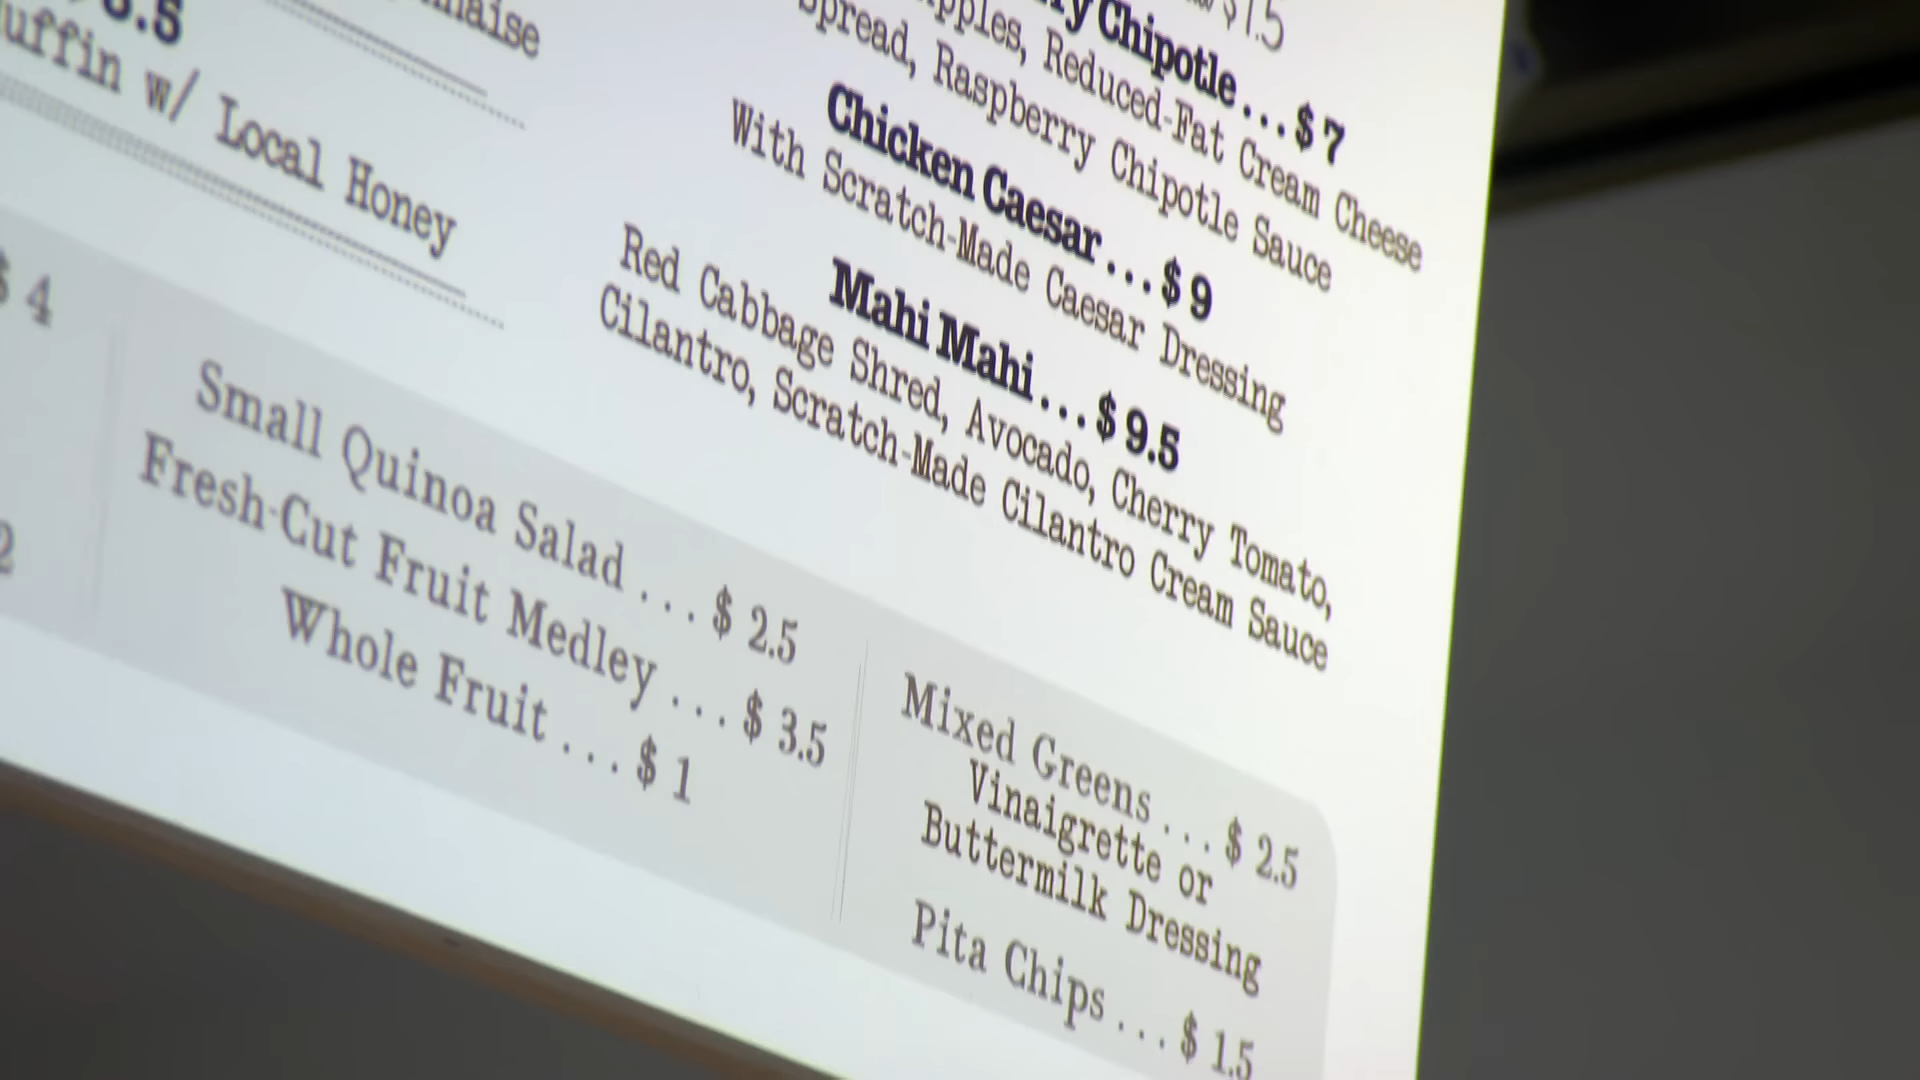 $1.5
Chipotle...$7
Reduced-Fat Cream Cheese
Spread, Raspberry Chipotle Sauce
Chicken Caesar...$9
With Scratch-Made Caesar Dressing
Mahi Mahi...$9.5
Red Cabbage Shred, Avocado, Cherry Tomato,
Cilantro, Scratch-Made Cilantro Cream Sauce
w/ Local Honey
$4
2
Small Quinoa Salad...$2.5
Fresh-Cut Fruit Medley...$3.5
Whole Fruit...$1
Mixed Greens...$2.5
Vinaigrette or
Buttermilk Dressing
Pita Chips...$1.5